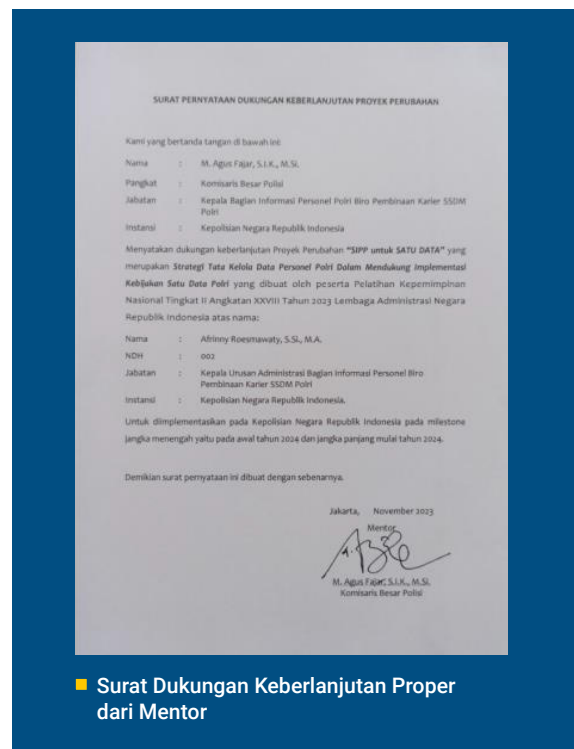 SURAT PERNYATAAN DUKUNGAN KEBERLANJUTAN PROYEK PERUBAHAN
Kami yang bertanda tangan di bawah ini:
Nama : M. Agus Fajar, S.I.K., M.Si.
Pangkat : Komisaris Besar Polisi
Jabatan : Kepala Bagian Informasi Personel Polri Biro Pembinaan Karier SSDM
Polri
Instansi : Kepolisian Negara Republik Indonesia
Menyatakan dukungan keberlanjutan Proyek Perubahan "SIPP untuk SATU DATA" yang
merupakan Strategi Tata Kelola Data Personel Polri Dalam Mendukung Implementasi
Kebijakan Satu Data Polri yang dibuat oleh peserta Pelatihan Kepemimpinan
Nasional Tingkat II Angkatan XXVIII Tahun 2023 Lembaga Administrasi Negara
Republik Indonesia atas nama:
Nama : Afrinny Roesmawaty, S.Si., M.A.
NDH : 002
Jabatan : Kepala Urusan Administrasi Bagian Informasi Personel Biro
Pembinaan Karier SSDM Polri
Instansi : Kepolisian Negara Republik Indonesia.
Untuk diimplementasikan pada Kepolisian Negara Republik Indonesia pada milestone
jangka menengah yaitu pada awal tahun 2024 dan jangka panjang mulai tahun 2024.
Demikian surat pernyataan ini dibuat dengan sebenarnya.
Jakarta, November 2023
Mentor
M. Agus Fajar, S.I.K., M.Si.
Komisaris Besar Polisi
Surat Dukungan Keberlanjutan Proper
dari Mentor